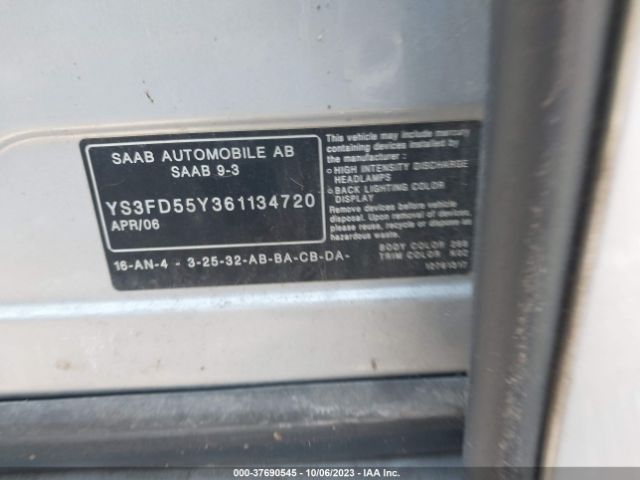 SAAB AUTOMOBILE AB
SAAB 9-3
YS3FD55Y361134720
APR/06
16-AN-4 - 3-25-32-AB-BA-CB-DA-
This vehicle may include mercury
containing devices installed by
the manufacturer:
○HIGH INTENSITY DISCHARGE
HEADLAMPS
○BACK LIGHTING COLOR
DISPLAY
Remove devices before vehicle
disposal. Upon removal of devices
please reuse, recycle or dispose as
hazardous waste.
BODY COLOR
TRIM COLOR
000-37690545 - 10/06/2023 - IAA Inc.